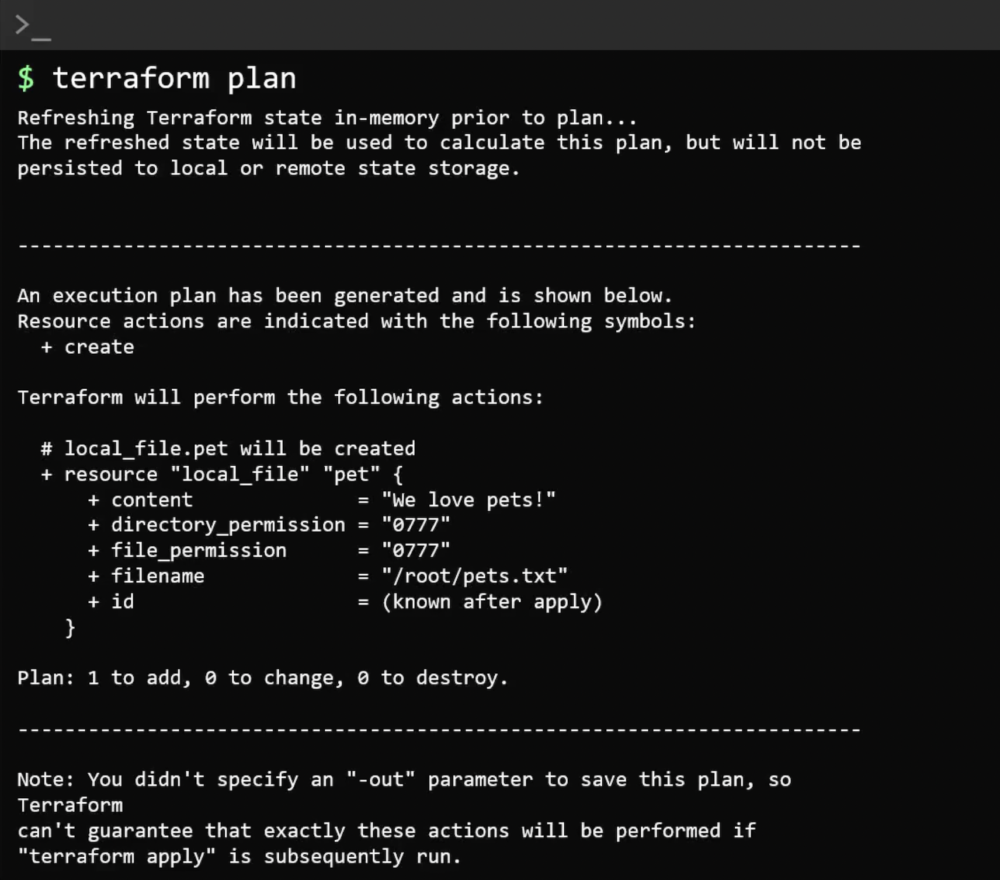 >_
$ terraform plan
Refreshing Terraform state in-memory prior to plan...
The refreshed state will be used to calculate this plan, but will not be
persisted to local or remote state storage.
------------------------------------------------------------------------
An execution plan has been generated and is shown below.
Resource actions are indicated with the following symbols:
  + create
Terraform will perform the following actions:
  # local_file.pet will be created
  + resource "local_file" "pet" {
      + content              = "We love pets!"
      + directory_permission = "0777"
      + file_permission      = "0777"
      + filename             = "/root/pets.txt"
      + id                   = (known after apply)
    }
Plan: 1 to add, 0 to change, 0 to destroy.
------------------------------------------------------------------------
Note: You didn't specify an "-out" parameter to save this plan, so
Terraform
can't guarantee that exactly these actions will be performed if
"terraform apply" is subsequently run.